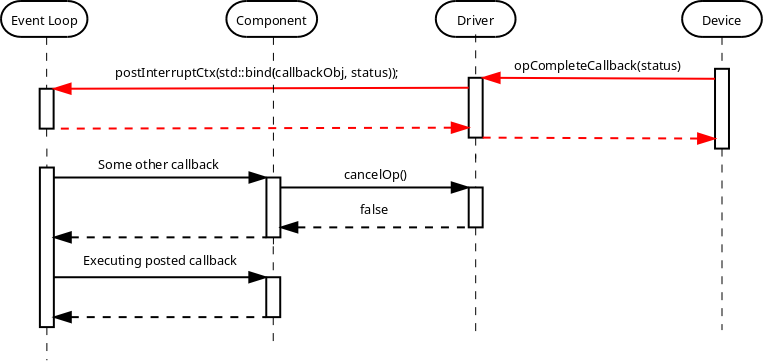 Event Loop
Component
Driver
Device
opCompleteCallback(status)
postInterruptCtx(std::bind(callbackObj, status));
Some other callback
cancelOp()
false
Executing posted callback